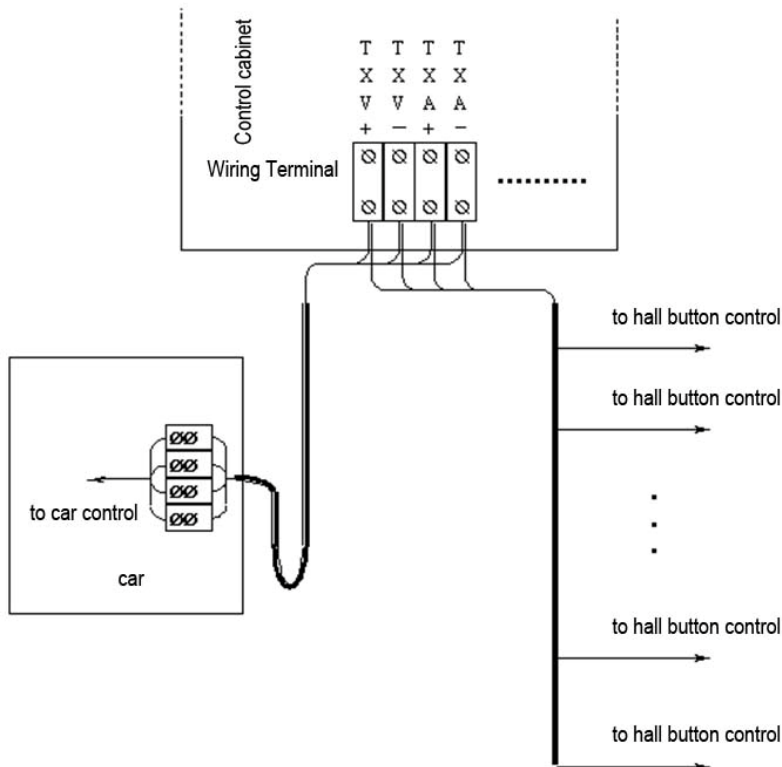 Control cabinet
T T T T
X X X X
V V A A
+ − + −
Wiring Terminal
to hall button control
to hall button control
to car control
car
to hall button control
to hall button control